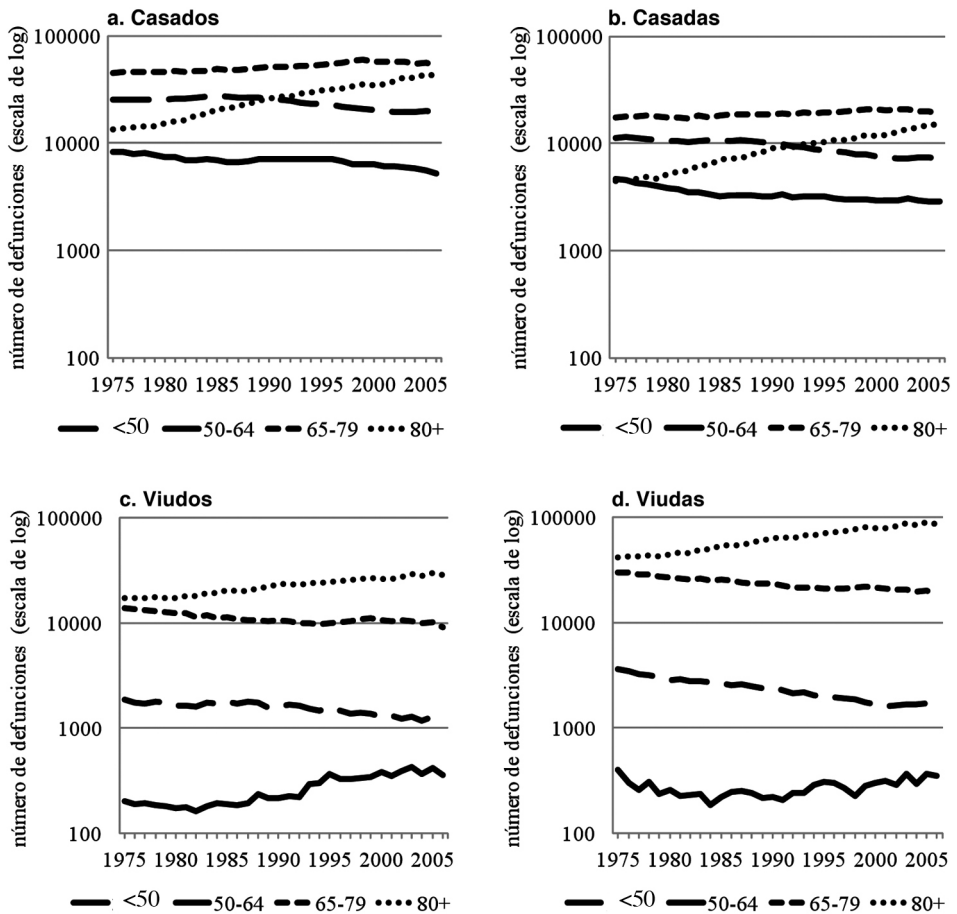 a. Casados
número de defunciones (escala de log)
100000
10000
1000
100
1975 1980 1985 1990 1995 2000 2005
<50 50-64 65-79 80+
b. Casadas
número de defunciones (escala de log)
100000
10000
1000
100
1975 1980 1985 1990 1995 2000 2005
<50 50-64 65-79 80+
c. Viudos
número de defunciones (escala de log)
100000
10000
1000
100
1975 1980 1985 1990 1995 2000 2005
<50 50-64 65-79 80+
d. Viudas
número de defunciones (escala de log)
100000
10000
1000
100
1975 1980 1985 1990 1995 2000 2005
<50 50-64 65-79 80+